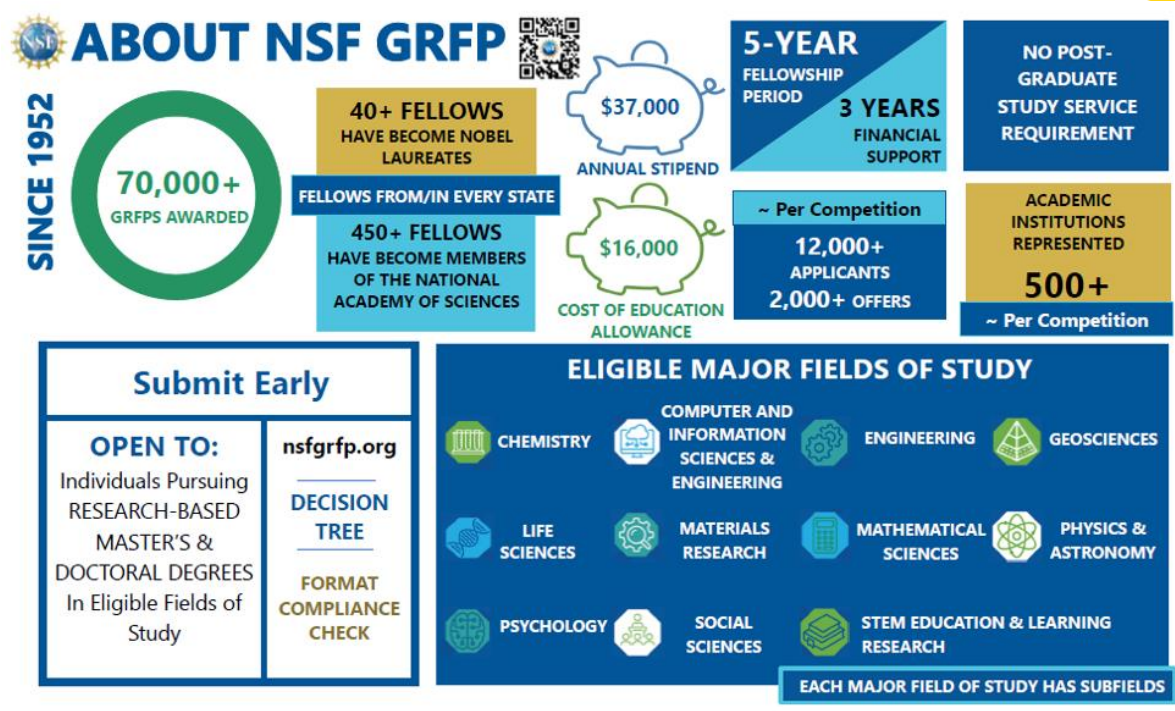 NSF
ABOUT NSF GRFP
SINCE 1952
70,000+
GRFPS AWARDED
40+ FELLOWS
HAVE BECOME NOBEL
LAUREATES
FELLOWS FROM/IN EVERY STATE
450+ FELLOWS
HAVE BECOME MEMBERS
OF THE NATIONAL
ACADEMY OF SCIENCES
$37,000
ANNUAL STIPEND
$16,000
COST OF EDUCATION
ALLOWANCE
5-YEAR
FELLOWSHIP
PERIOD
3 YEARS
FINANCIAL
SUPPORT
~ Per Competition
12,000+
APPLICANTS
2,000+ OFFERS
NO POST-
GRADUATE
STUDY SERVICE
REQUIREMENT
ACADEMIC
INSTITUTIONS
REPRESENTED
500+
~ Per Competition
Submit Early
OPEN TO:
Individuals Pursuing
RESEARCH-BASED
MASTER'S &
DOCTORAL DEGREES
In Eligible Fields of
Study
nsfgrfp.org
DECISION
TREE
FORMAT
COMPLIANCE
CHECK
ELIGIBLE MAJOR FIELDS OF STUDY
CHEMISTRY
COMPUTER AND
INFORMATION
SCIENCES &
ENGINEERING
ENGINEERING
GEOSCIENCES
LIFE
SCIENCES
MATERIALS
RESEARCH
MATHEMATICAL
SCIENCES
PHYSICS &
ASTRONOMY
PSYCHOLOGY
SOCIAL
SCIENCES
STEM EDUCATION & LEARNING
RESEARCH
EACH MAJOR FIELD OF STUDY HAS SUBFIELDS